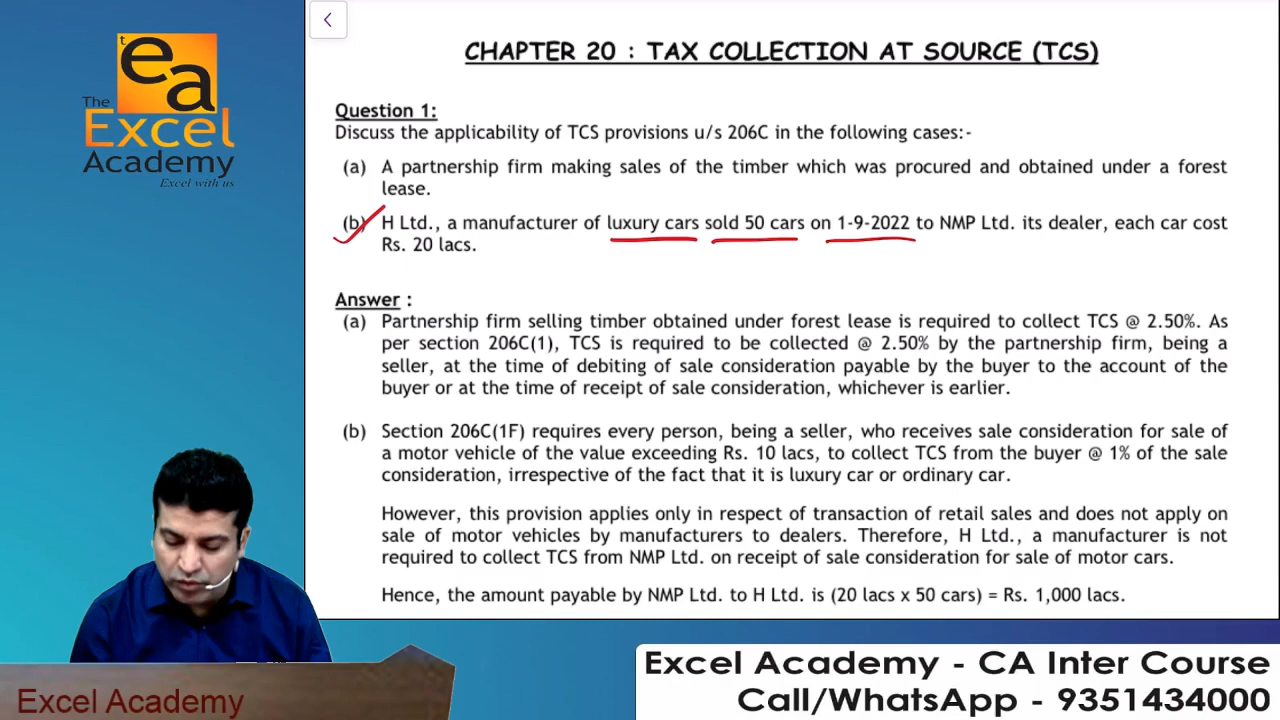 t
ea
The
Excel
Academy
Excel with us
CHAPTER 20 : TAX COLLECTION AT SOURCE (TCS)
Question 1:
Discuss the applicability of TCS provisions u/s 206C in the following cases:-
(a) A partnership firm making sales of the timber which was procured and obtained under a forest
lease.
(b) H Ltd., a manufacturer of luxury cars sold 50 cars on 1-9-2022 to NMP Ltd. its dealer, each car cost
Rs. 20 lacs.
Answer :
(a) Partnership firm selling timber obtained under forest lease is required to collect TCS @ 2.50%. As
per section 206C(1), TCS is required to be collected @ 2.50% by the partnership firm, being a
seller, at the time of debiting of sale consideration payable by the buyer to the account of the
buyer or at the time of receipt of sale consideration, whichever is earlier.
(b) Section 206C(1F) requires every person, being a seller, who receives sale consideration for sale of
a motor vehicle of the value exceeding Rs. 10 lacs, to collect TCS from the buyer @ 1% of the sale
consideration, irrespective of the fact that it is luxury car or ordinary car.
However, this provision applies only in respect of transaction of retail sales and does not apply on
sale of motor vehicles by manufacturers to dealers. Therefore, H Ltd., a manufacturer is not
required to collect TCS from NMP Ltd. on receipt of sale consideration for sale of motor cars.
Hence, the amount payable by NMP Ltd. to H Ltd. is (20 lacs x 50 cars) = Rs. 1,000 lacs.
Excel Academy
Excel Academy - CA Inter Course
Call/WhatsApp - 9351434000